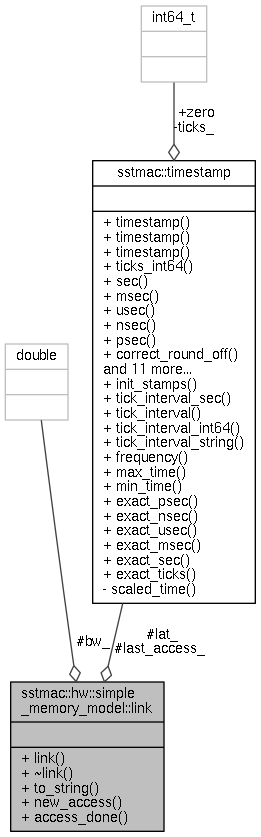 int64_t
+zero
-ticks_
sstmac::timestamp
+ timestamp()
+ timestamp()
+ timestamp()
+ ticks_int64()
+ sec()
+ msec()
+ usec()
+ nsec()
+ psec()
+ correct_round_off()
and 11 more...
+ init_stamps()
+ tick_interval_sec()
+ tick_interval()
+ tick_interval_int64()
+ tick_interval_string()
+ frequency()
+ max_time()
+ min_time()
+ exact_psec()
+ exact_nsec()
+ exact_usec()
+ exact_msec()
+ exact_sec()
+ exact_ticks()
- scaled_time()
double
#bw_
#lat_
#last_access_
sstmac::hw::simple
_memory_model::link
+ link()
+ ~link()
+ to_string()
+ new_access()
+ access_done()